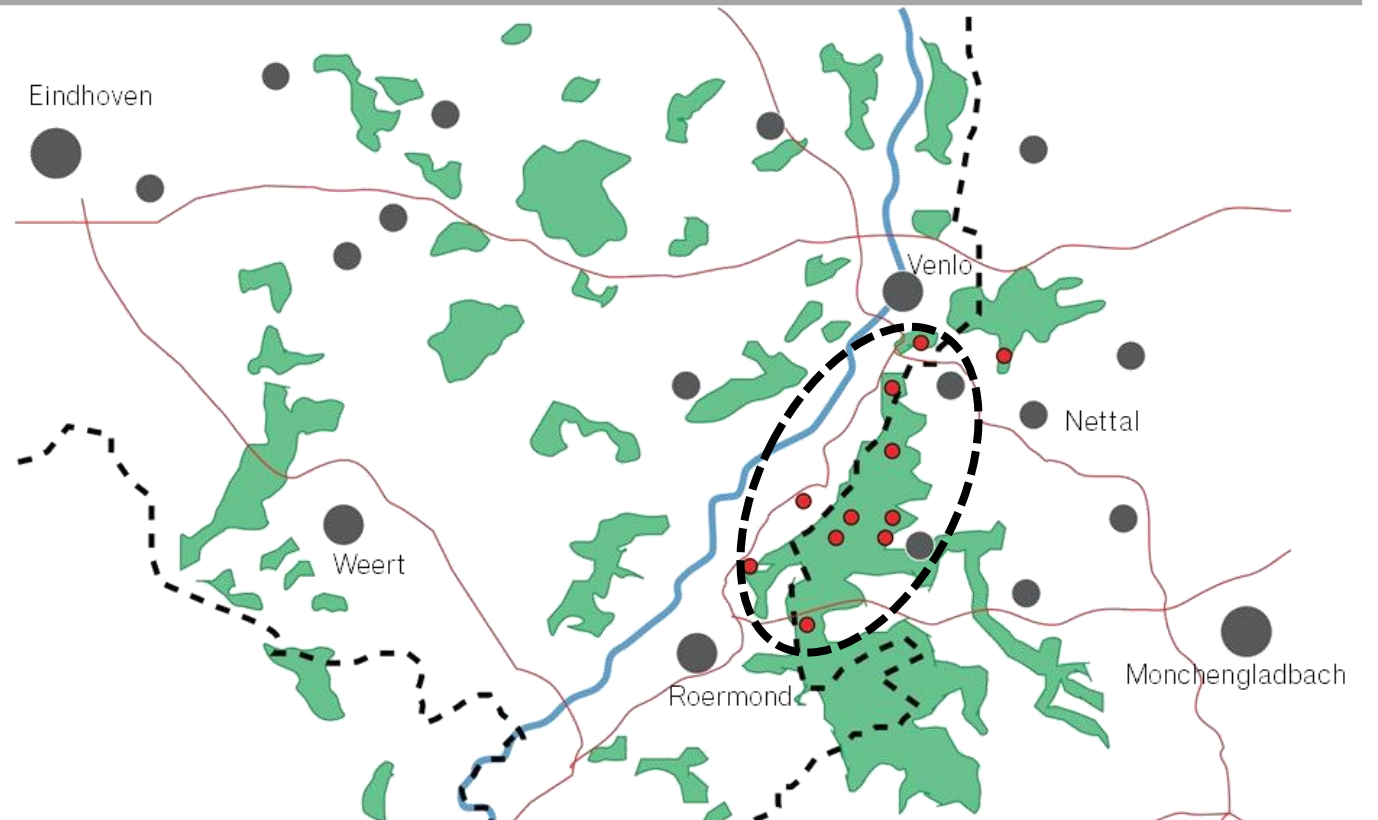 Eindhoven
Venlo
Nettal
Weert
Roermond
Monchengladbach